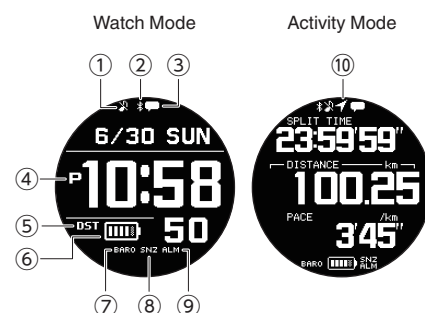 Watch Mode
Activity Mode
① ② ③
⑩
6/30 SUN
④ P 10:58
⑤ DST
⑥
50
BARO SNZ ALM
⑦ ⑧ ⑨
SPLIT TIME
23:59'59"
DISTANCE km
100.25
PACE /km
3'45"
BARO SNZ
ALM